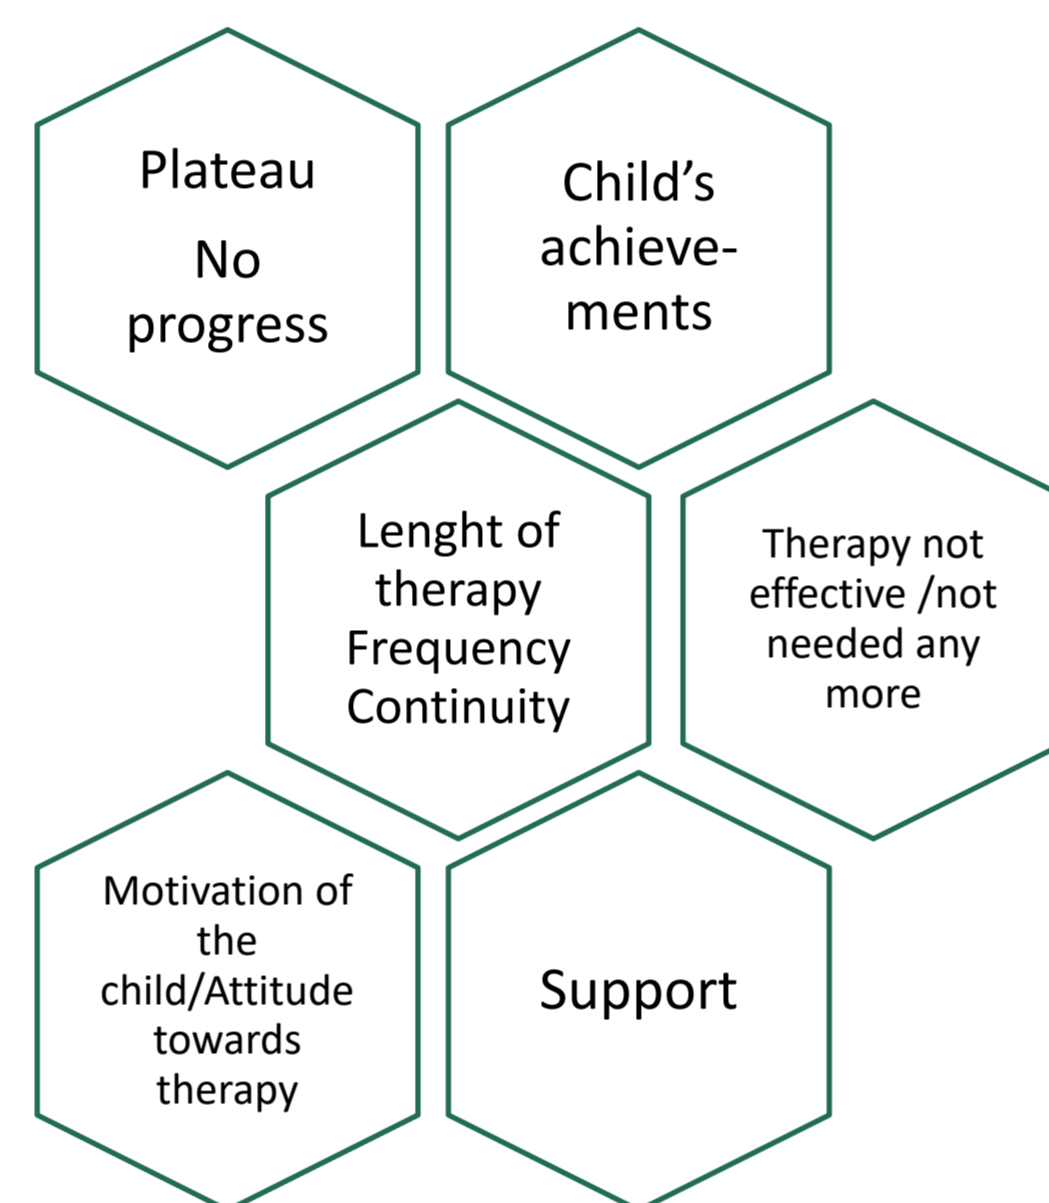 Plateau
No
progress
Child’s
achieve-
ments
Lenght of
therapy
Frequency
Continuity
Therapy not
effective /not
needed any
more
Motivation of
the
child/Attitude
towards
therapy
Support